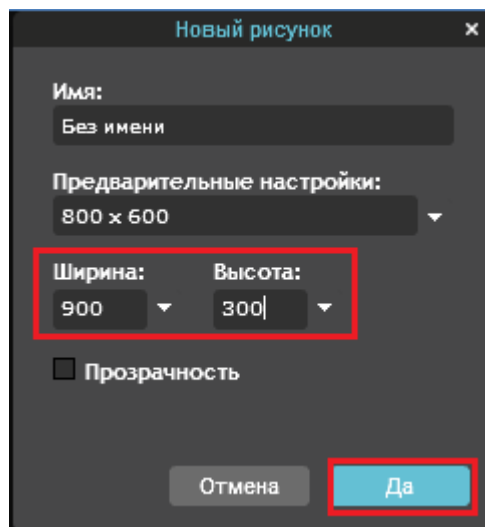 Новый рисунок
Имя:
Без имени
Предварительные настройки:
800 x 600
Ширина: Высота:
900 300
Прозрачность
Отмена Да